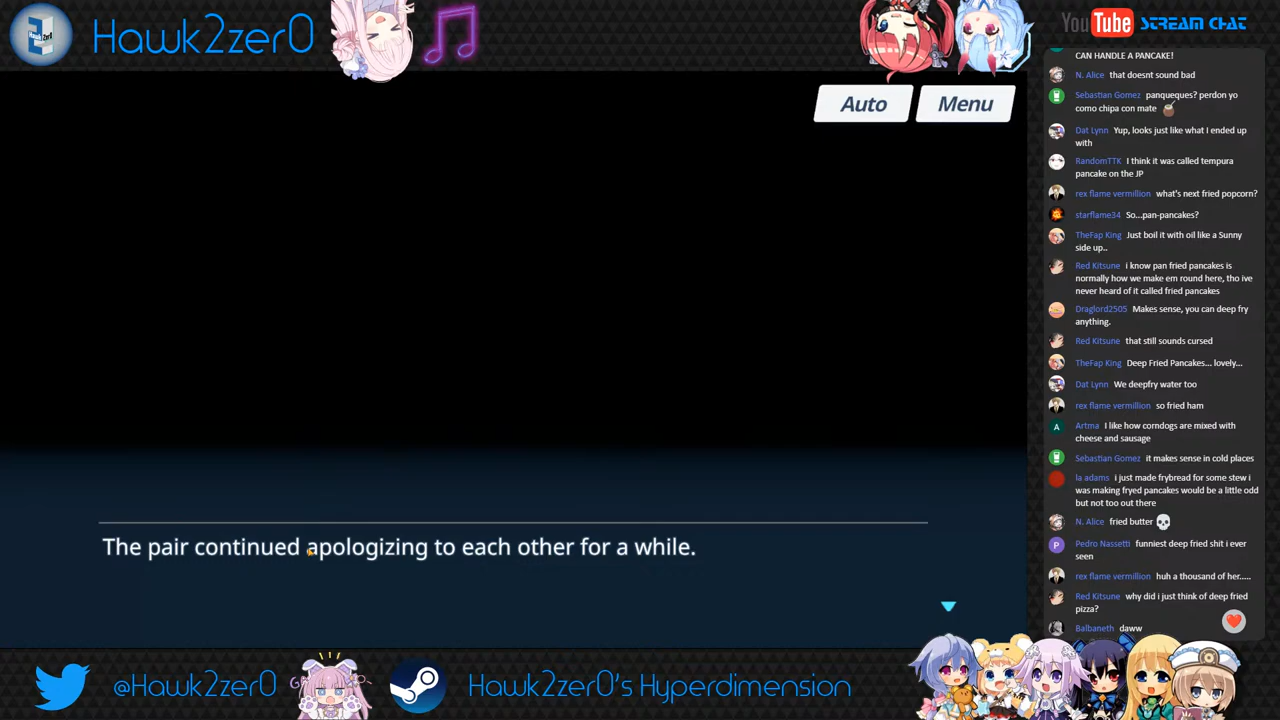 Hawk2zer0
YouTube STREAM CHAT
Auto
Menu
The pair continued apologizing to each other for a while.
CAN HANDLE A PANCAKE!
N. Alice that doesnt sound bad
Sebastian Gomez panqueques? perdon yo
como chipa con mate
Dat Lynn Yup, looks just like what I ended up
with
RandomTTK I think it was called tempura
pancake on the JP
rex flame vermillion what's next fried popcorn?
starflame34 So...pan-pancakes?
TheFap King Just boil it with oil like a Sunny
side up..
Red Kitsune i know pan fried pancakes is
normally how we make em round here, tho ive
never heard of it called fried pancakes
Draglord2505 Makes sense, you can deep fry
anything.
Red Kitsune that still sounds cursed
TheFap King Deep Fried Pancakes... lovely...
Dat Lynn We deepfry water too
rex flame vermillion so fried ham
A
Artma I like how corndogs are mixed with
cheese and sausage
Sebastian Gomez it makes sense in cold places
la adams i just made frybread for some stew i
was making fryed pancakes would be a little odd
but not too out there
N. Alice fried butter
P
Pedro Nassetti funniest deep fried shit i ever
seen
rex flame vermillion huh a thousand of her.....
Red Kitsune why did i just think of deep fried
pizza?
Balbaneth daww
@Hawk2zer0
Hawk2zer0's Hyperdimension